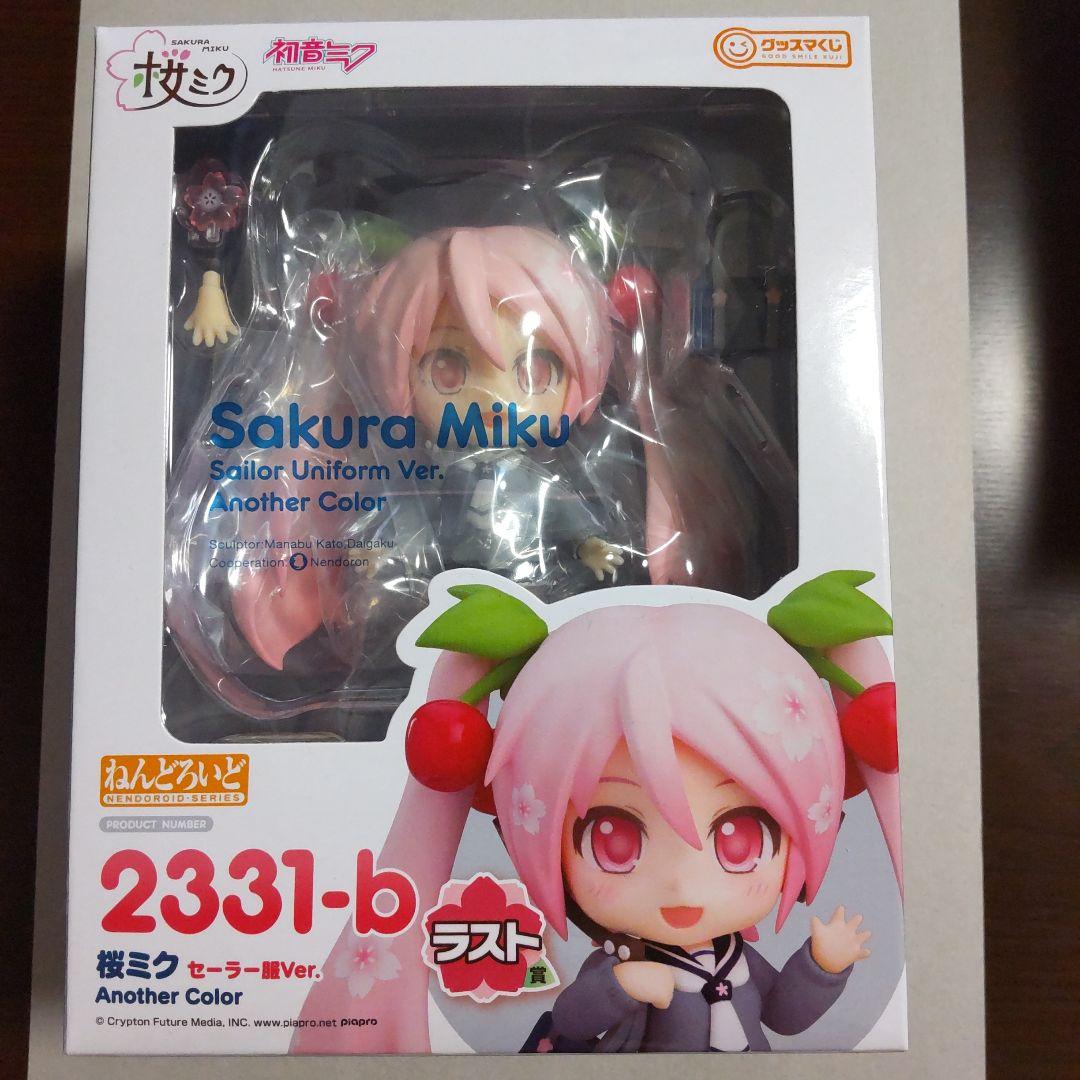 SAKURA MIKU
桜ミク
初音ミク
HATSUNE MIKU
グッスマくじ
GOOD SMILE KUJI
Sakura Miku
Sailor Uniform Ver.
Another Color
Sculptor:Manabu Kato,Daigaku
Cooperation: Nendoron
ねんどろいど
NENDOROID-SERIES
PRODUCT NUMBER
2331-b
ラスト賞
桜ミク セーラー服Ver.
Another Color
© Crypton Future Media, INC. www.piapro.net piapro